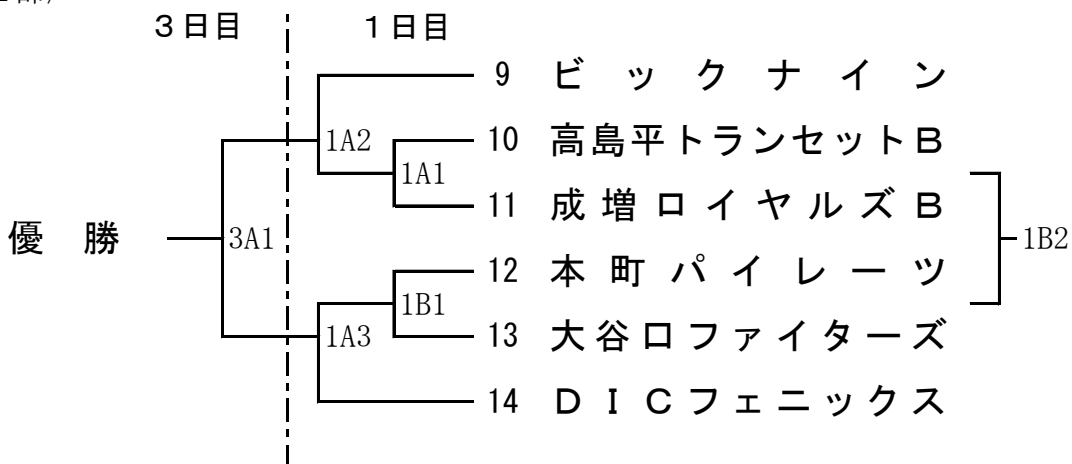 ３日目 １日目
9 ビックナイン
1A2
10 高島平トランセットＢ
1A1
11 成増ロイヤルズＢ
優 勝 3A1 1B2
12 本町パイレーツ
1B1
13 大谷口ファイターズ
1A3
14 ＤＩＣフェニックス